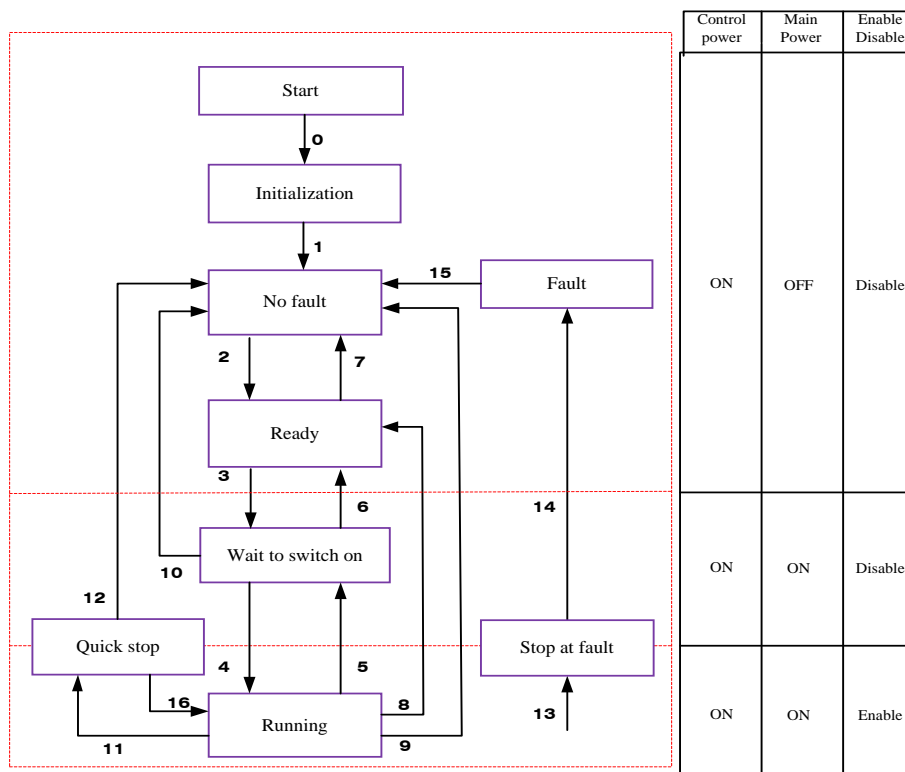 Control power
Main Power
Enable Disable
Start
0
Initialization
1
No fault
15
Fault
ON
OFF
Disable
2
7
Ready
3
6
14
Wait to switch on
10
ON
ON
Disable
12
Quick stop
4
5
Stop at fault
16
Running
8
13
11
9
ON
ON
Enable